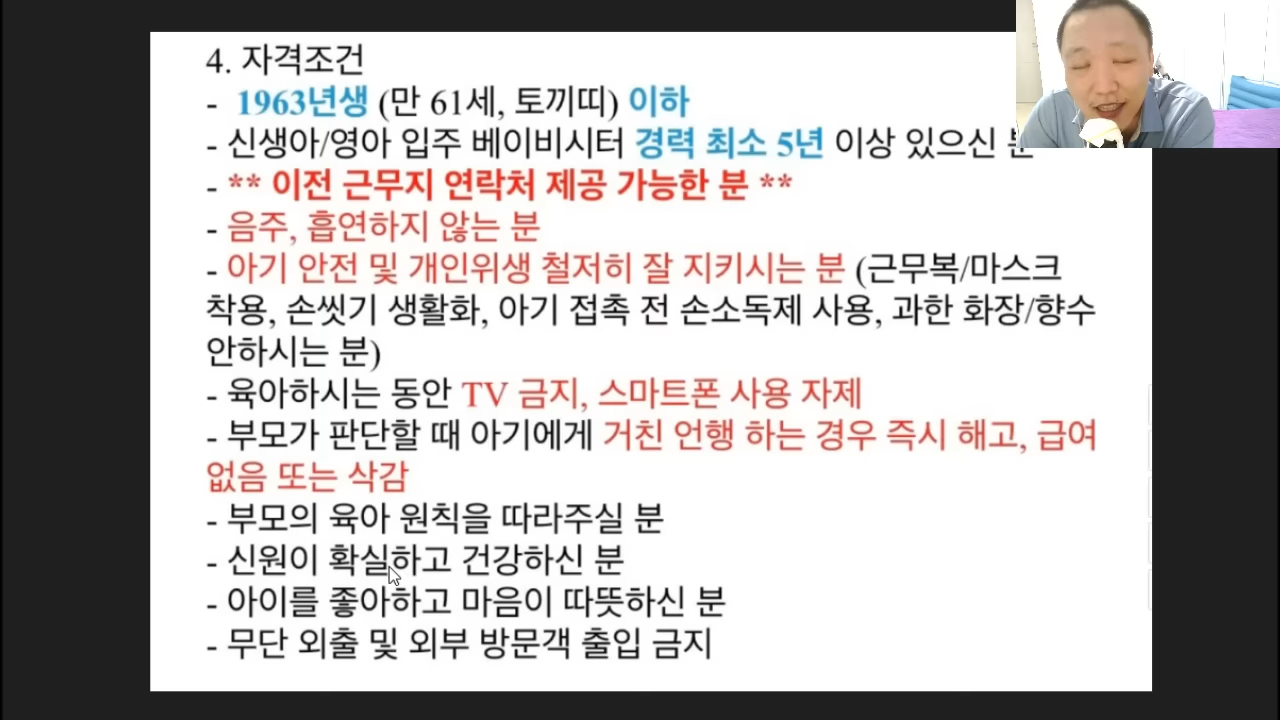 4. 자격조건
- 1963년생 (만 61세, 토끼띠) 이하
- 신생아/영아 입주 베이비시터 경력 최소 5년 이상 있으신
- ** 이전 근무지 연락처 제공 가능한 분 **
- 음주, 흡연하지 않는 분
- 아기 안전 및 개인위생 철저히 잘 지키시는 분 (근무복/마스크
착용, 손씻기 생활화, 아기 접촉 전 손소독제 사용, 과한 화장/향수
안하시는 분)
- 육아하시는 동안 TV 금지, 스마트폰 사용 자제
- 부모가 판단할 때 아기에게 거친 언행 하는 경우 즉시 해고, 급여
없음 또는 삭감
- 부모의 육아 원칙을 따라주실 분
- 신원이 확실하고 건강하신 분
- 아이를 좋아하고 마음이 따뜻하신 분
- 무단 외출 및 외부 방문객 출입 금지